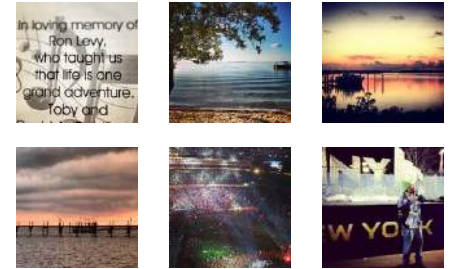 In loving memory of
Ron Levy,
who taught us
that life is one
grand adventure.
Toby and
NY
W YORK